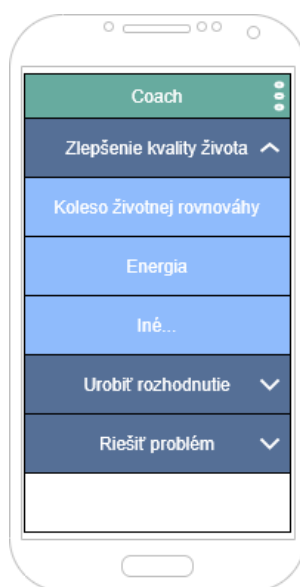 Coach
Zlepšenie kvality života
Koleso životnej rovnováhy
Energia
Iné...
Urobiť rozhodnutie
Riešiť problém